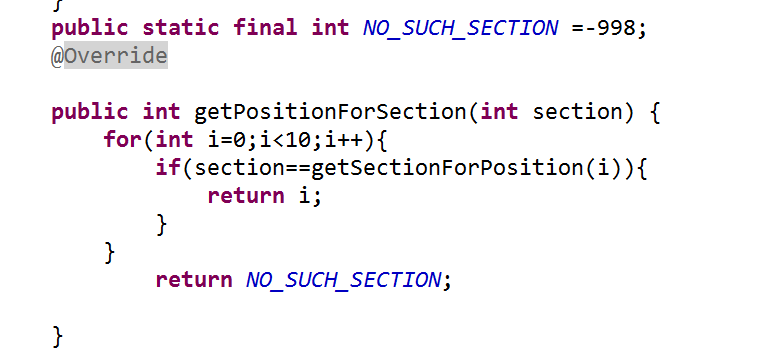 }
public static final int NO_SUCH_SECTION =-998;
@Override
public int getPositionForSection(int section) {
for(int i=0;i<10;i++){
if(section==getSectionForPosition(i)){
return i;
}
}
return NO_SUCH_SECTION;
}